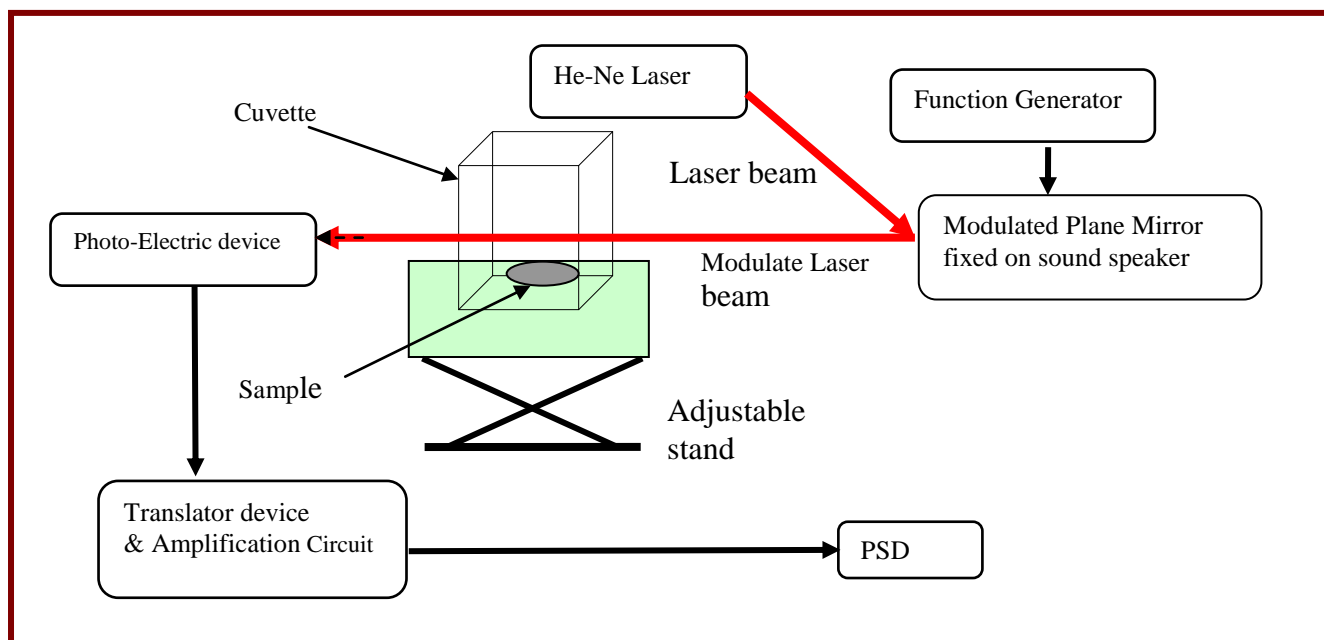 He-Ne Laser
Function Generator
Cuvette
Laser beam
Modulated Plane Mirror
fixed on sound speaker
Photo-Electric device
Modulate Laser
beam
Sample
Adjustable
stand
Translator device
& Amplification Circuit
PSD